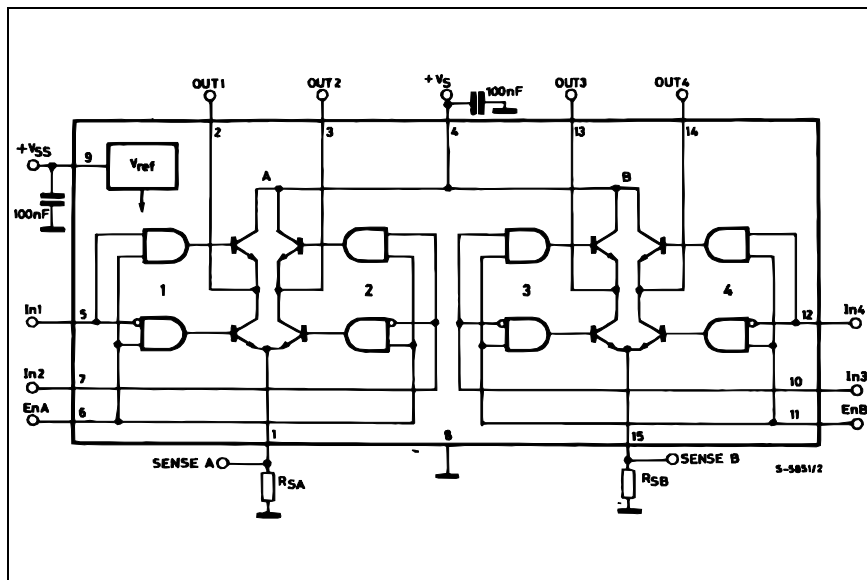 OUT1 OUT2 +VS 100nF OUT3 OUT4
2 3 4 13 14
+VSS 9 Vref A B
100nF
1 2 3 4
In1 5 12 In4
In2 7 10 In3
EnA 6 11 EnB
1 8 15
SENSE A SENSE B S-5851/2
RSA RSB